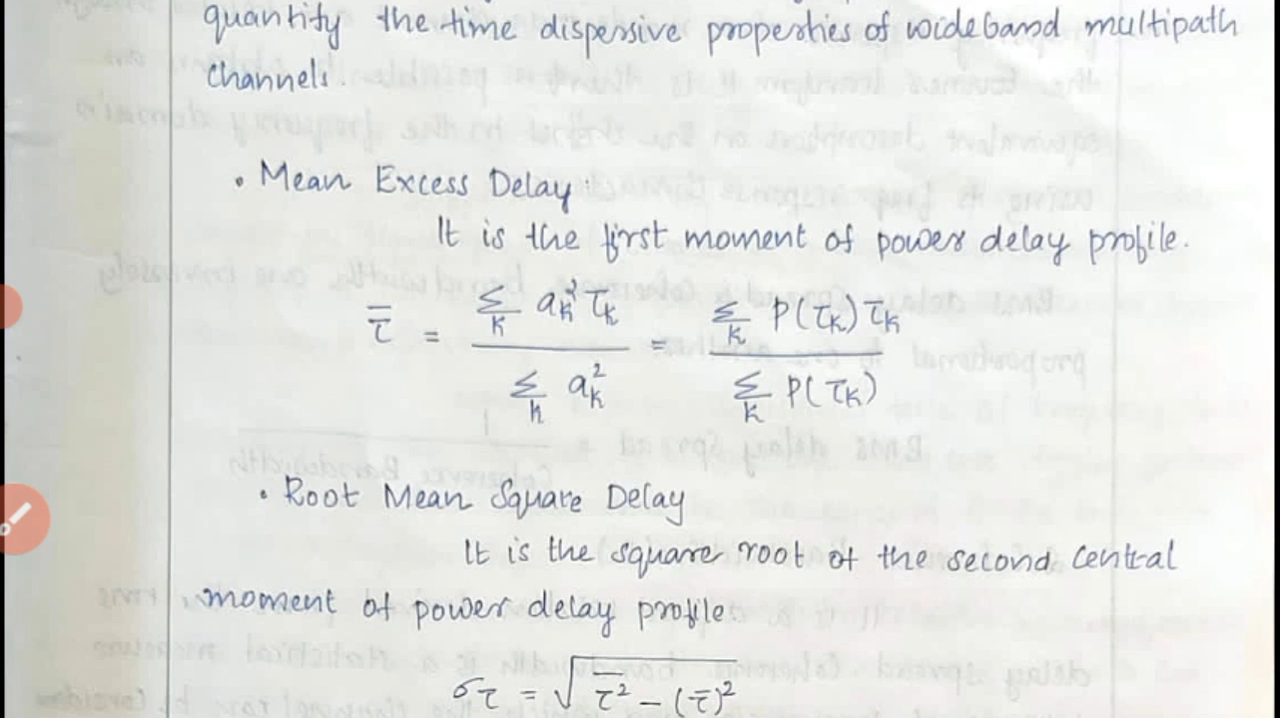 quantify the time dispersive properties of wideband multipath
channels.
• Mean Excess Delay:
It is the first moment of power delay profile.
τ̄ = Σ_k a_k² τ_k / Σ_k a_k² = Σ_k P(τ_k) τ_k / Σ_k P(τ_k)
• Root Mean Square Delay
It is the square root of the second central
moment of power delay profile
σ_τ = √( \overline{τ²} − (τ̄)² )